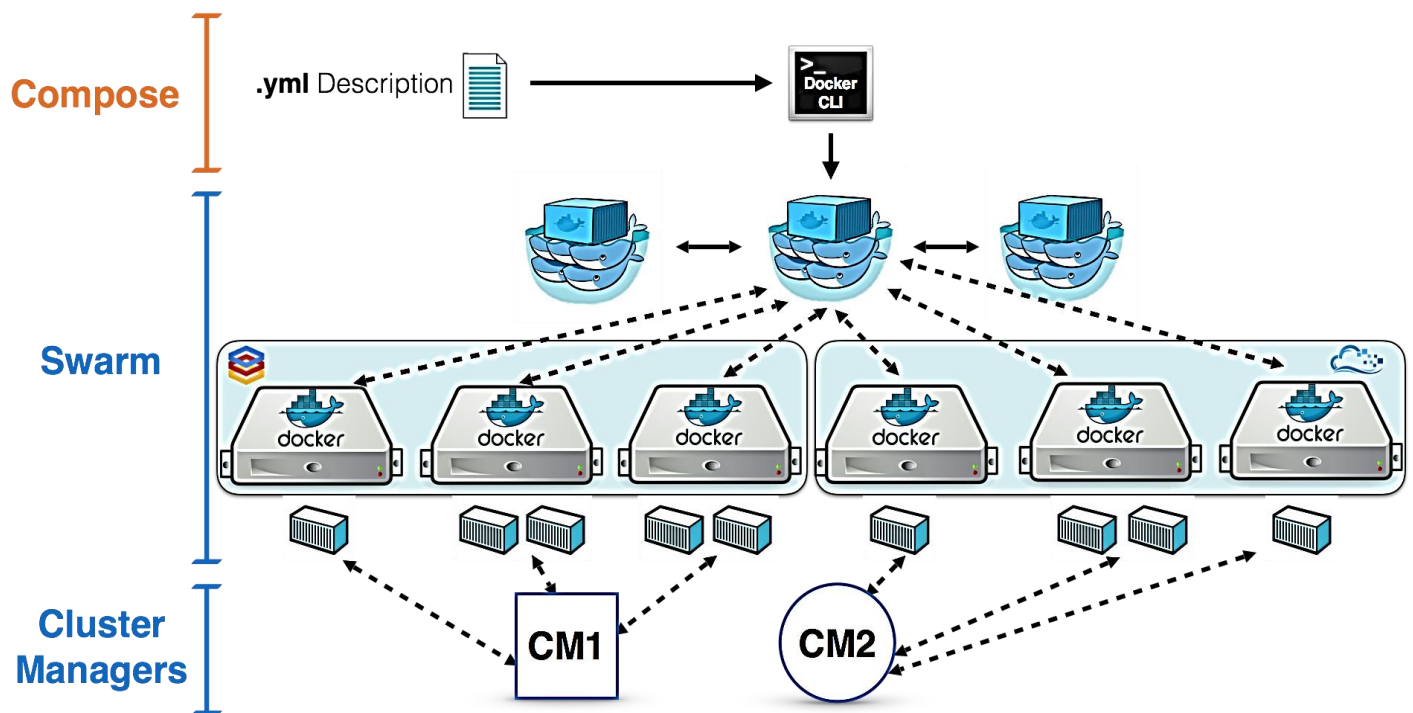 Compose
.yml Description
>_
Docker
CLI
Swarm
docker
docker
docker
docker
docker
docker
Cluster
Managers
CM1
CM2